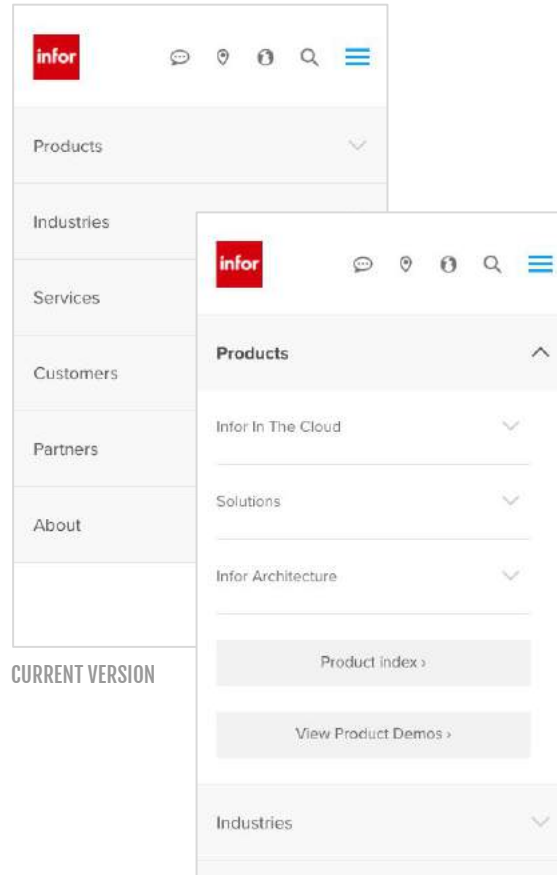 infor
Products
Industries
Services
Customers
Partners
About
CURRENT VERSION
infor
Products
Infor In The Cloud
Solutions
Infor Architecture
Product index ›
View Product Demos ›
Industries